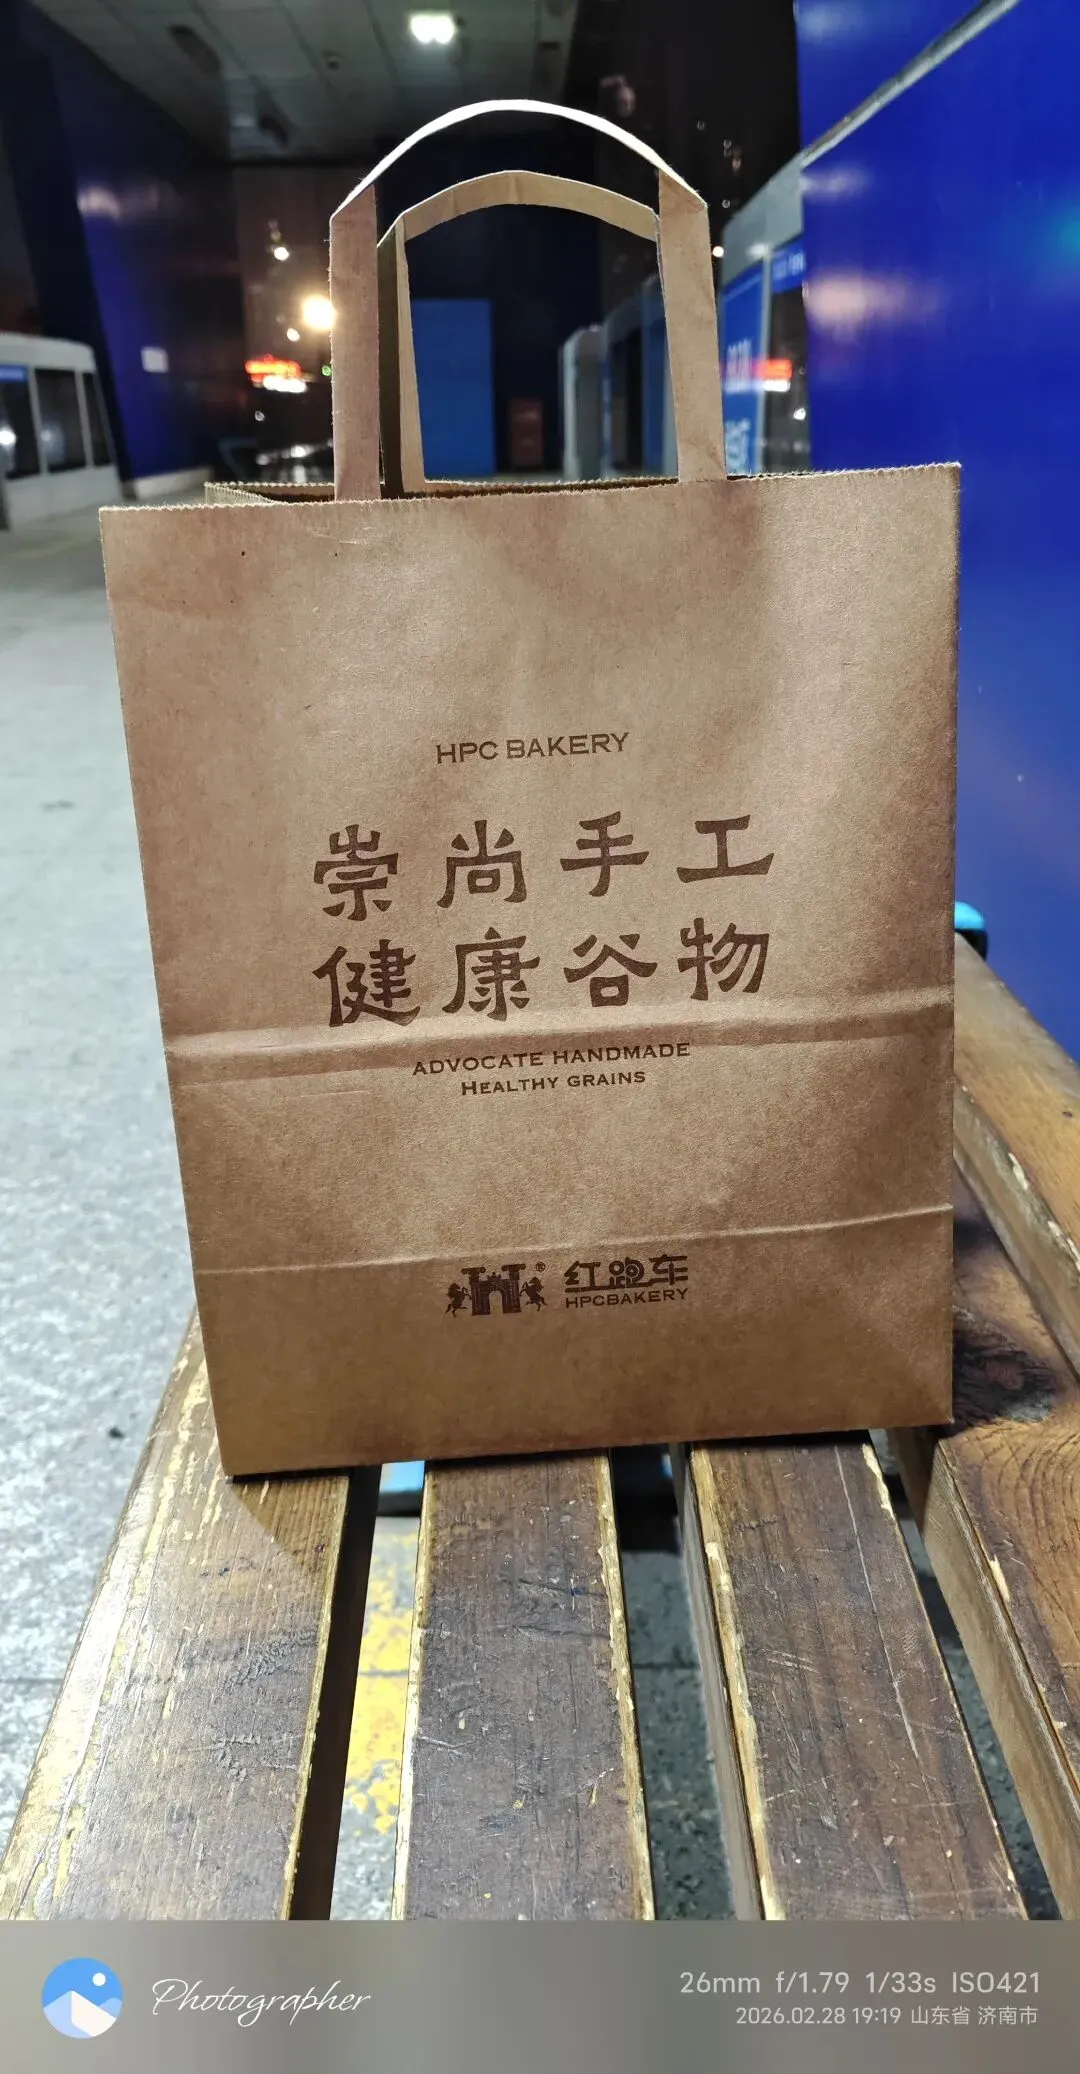 HPC BAKERY
崇尚手工
健康谷物
ADVOCATE HANDMADE
HEALTHY GRAINS
®
红跑车
HPCBAKERY
Photographer
26mm f/1.79 1/33s ISO421
2026.02.28 19:19 山东省 济南市